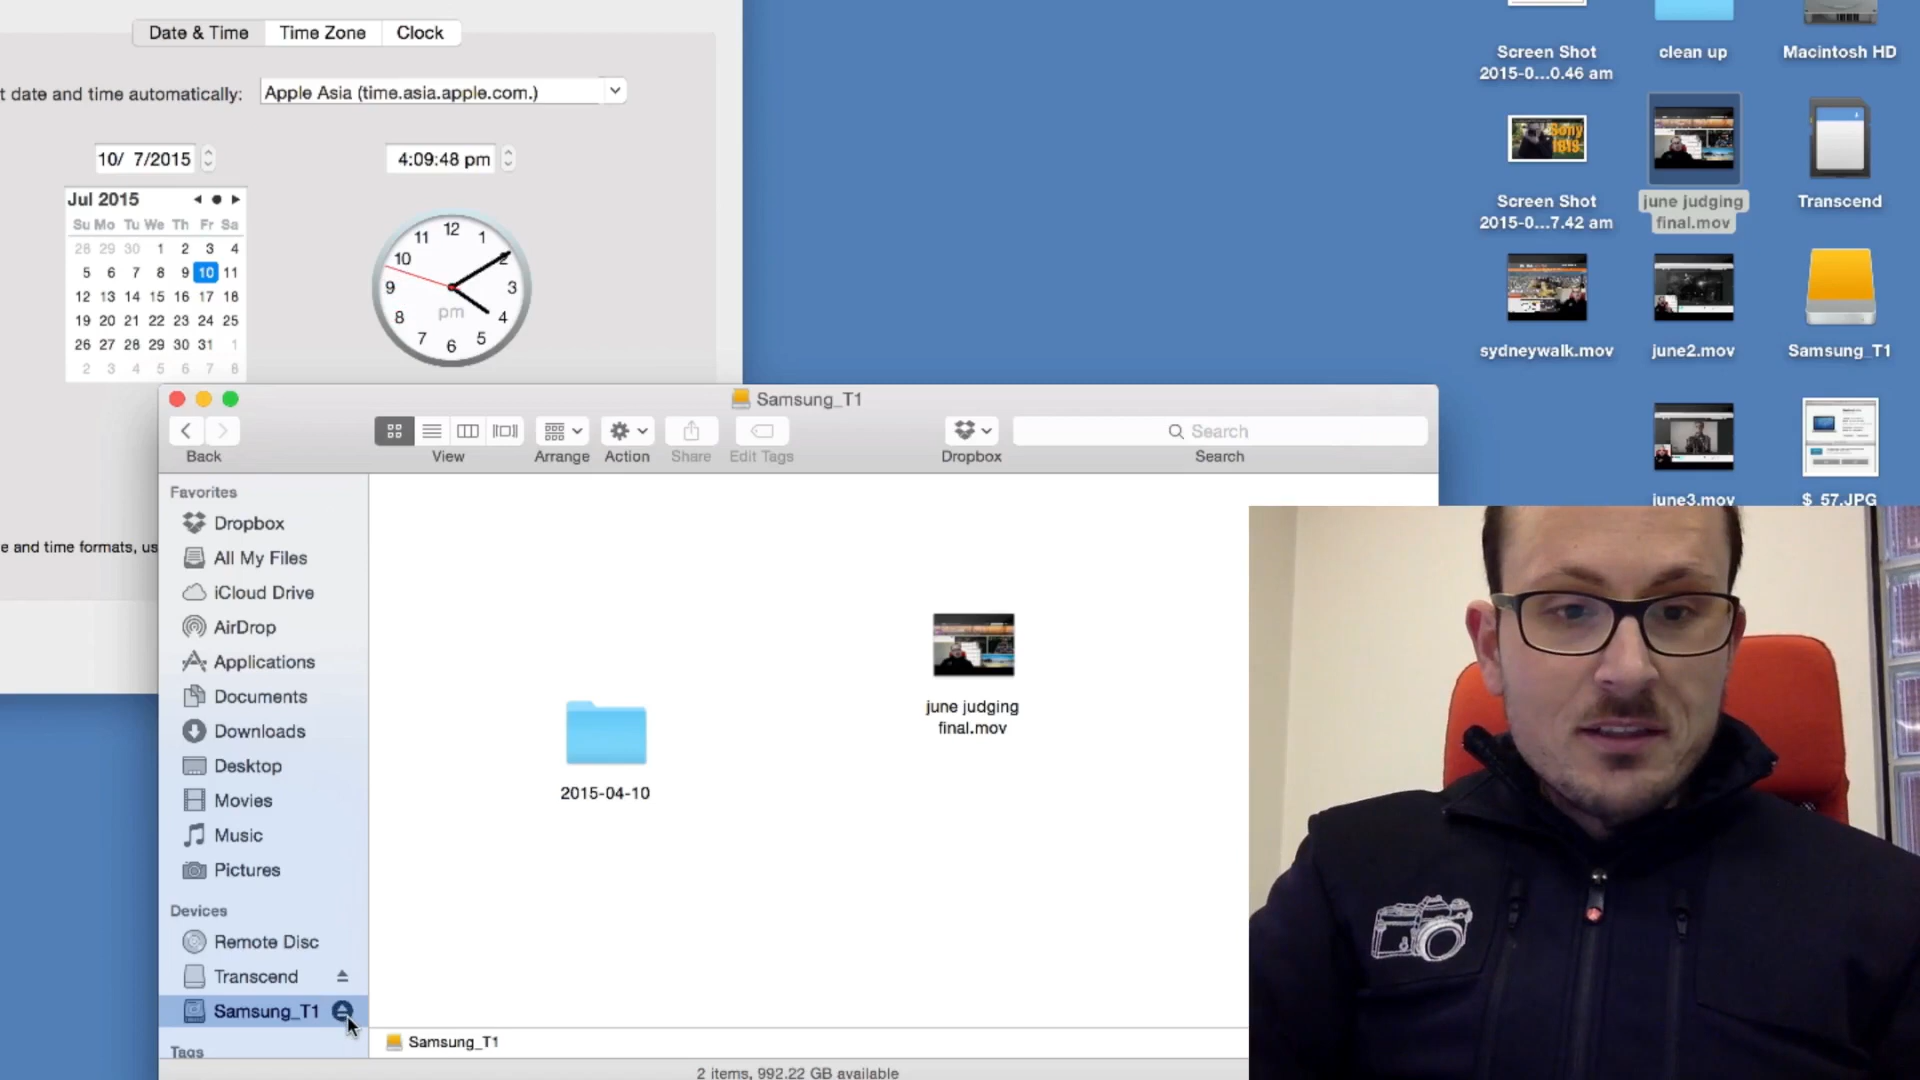 Date & Time
Time Zone
Clock
t date and time automatically:
Apple Asia (time.asia.apple.com.)
10/ 7/2015
4:09:48 pm
Jul 2015
Su Mo Tu We Th Fr Sa
28 29 30 1 2 3 4
5 6 7 8 9 10 11
12 13 14 15 16 17 18
19 20 21 22 23 24 25
26 27 28 29 30 31 1
2 3 4 5 6 7 8
12
1
2
3
4
5
6
7
8
9
10
11
pm
e and time formats, us
Screen Shot
2015-0...0.46 am
clean up
Macintosh HD
Sony
Screen Shot
2015-0...7.42 am
june judging
final.mov
Transcend
sydneywalk.mov
june2.mov
Samsung_T1
june3.mov
$_57.JPG
Samsung_T1
Back
View
Arrange
Action
Share
Edit Tags
Dropbox
Search
Search
Favorites
Dropbox
All My Files
iCloud Drive
AirDrop
Applications
Documents
Downloads
Desktop
Movies
Music
Pictures
Devices
Remote Disc
Transcend
Samsung_T1
Tags
2015-04-10
june judging
final.mov
Samsung_T1
2 items, 992.22 GB available